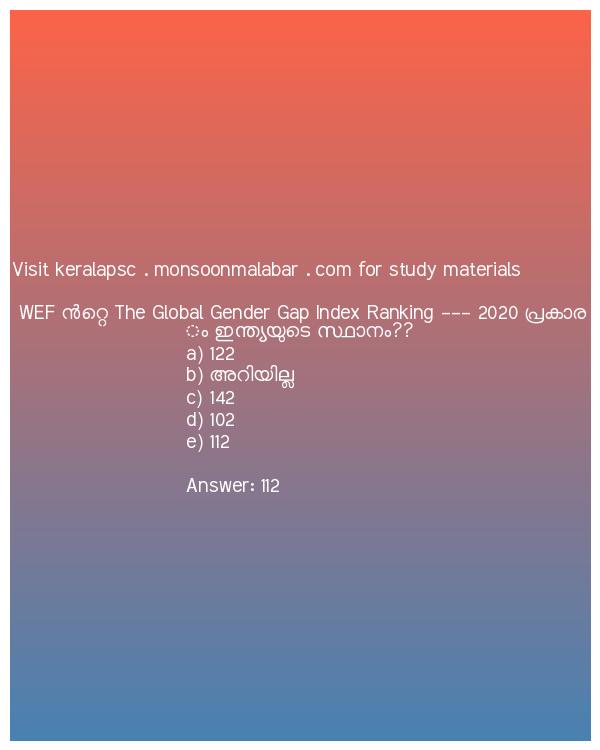 Visit keralapsc . monsoonmalabar . com for study materials
WEF ൻറ്റെ The Global Gender Gap Index Ranking --- 2020 പ്രകാര
ം ഇന്ത്യയുടെ സ്ഥാനം??
a) 122
b) അറിയില്ല
c) 142
d) 102
e) 112
Answer: 112